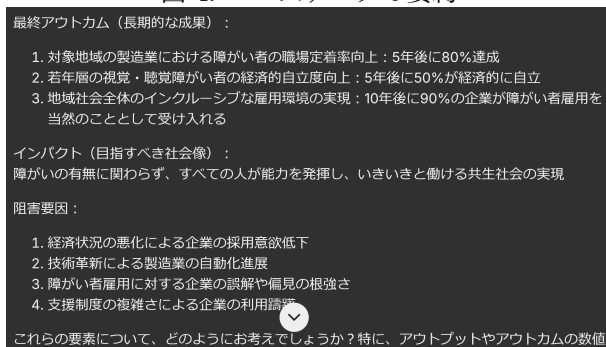 最終アウトカム（長期的な成果）：
1. 対象地域の製造業における障がい者の職場定着率向上：5年後に80%達成
2. 若年層の視覚・聴覚障がい者の経済的自立度向上：5年後に50%が経済的に自立
3. 地域社会全体のインクルーシブな雇用環境の実現：10年後に90%の企業が障がい者雇用を
当然のこととして受け入れる
インパクト（目指すべき社会像）：
障がいの有無に関わらず、すべての人が能力を発揮し、いきいきと働ける共生社会の実現
阻害要因：
1. 経済状況の悪化による企業の採用意欲低下
2. 技術革新による製造業の自動化進展
3. 障がい者雇用に対する企業の誤解や偏見の根強さ
4. 支援制度の複雑さによる企業の利用躊躇
これらの要素について、どのようにお考えでしょうか？特に、アウトプットやアウトカムの数値